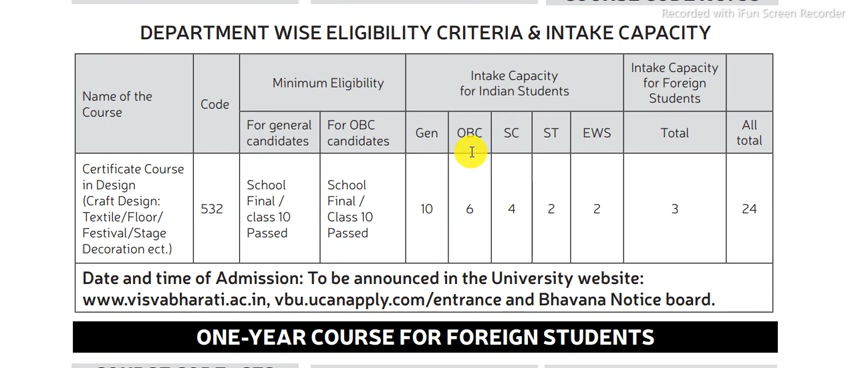 Recorded with iFun Screen Recorder
DEPARTMENT WISE ELIGIBILITY CRITERIA & INTAKE CAPACITY
Name of the
Course
Code
Minimum Eligibility
Intake Capacity
for Indian Students
Intake Capacity
for Foreign
Students
For general
candidates
For OBC
candidates
Gen
OBC
SC
ST
EWS
Total
All
total
Certificate Course
in Design
(Craft Design:
Textile/Floor/
Festival/Stage
Decoration ect.)
532
School
Final /
class 10
Passed
School
Final /
Class 10
Passed
10
6
4
2
2
3
24
Date and time of Admission: To be announced in the University website:
www.visvabharati.ac.in, vbu.ucanapply.com/entrance and Bhavana Notice board.
ONE-YEAR COURSE FOR FOREIGN STUDENTS